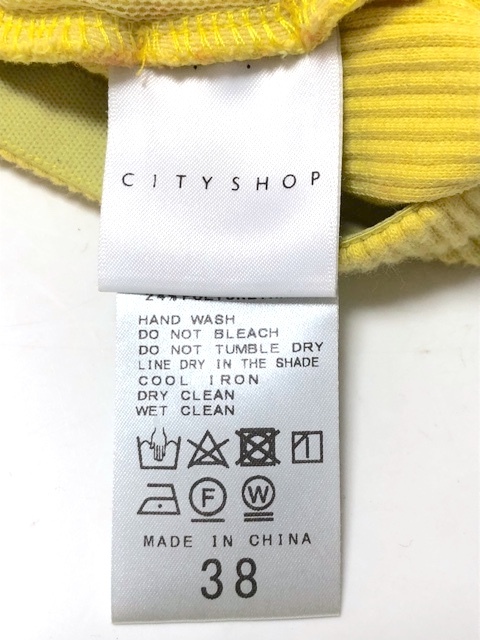 CITYSHOP
HAND WASH
DO NOT BLEACH
DO NOT TUMBLE DRY
LINE DRY IN THE SHADE
COOL IRON
DRY CLEAN
WET CLEAN
F W
MADE IN CHINA
38